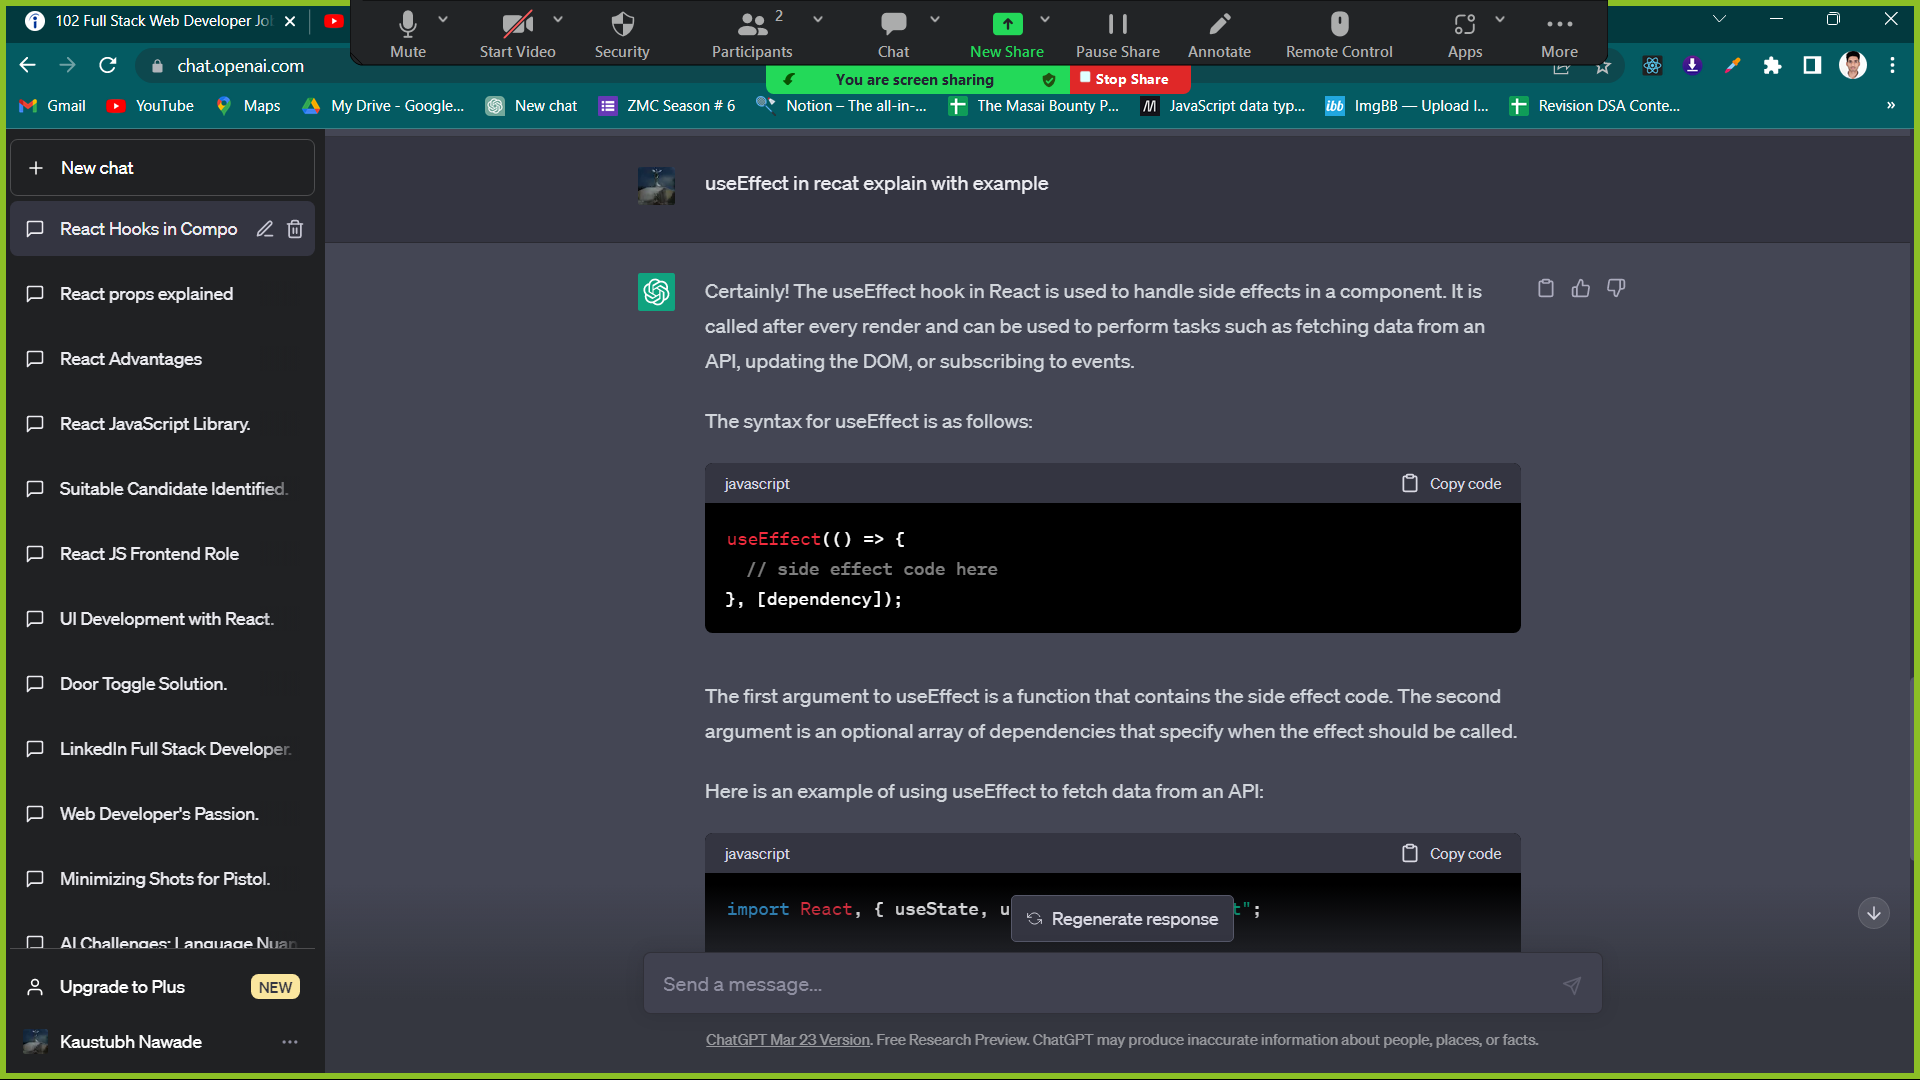 102 Full Stack Web Developer Jo
Mute
Start Video
Security
Participants
2
Chat
New Share
Pause Share
Annotate
Remote Control
Apps
More
chat.openai.com
You are screen sharing
Stop Share
Gmail
YouTube
Maps
My Drive - Google...
New chat
ZMC Season # 6
Notion – The all-in-...
The Masai Bounty P...
JavaScript data typ...
ibb
ImgBB — Upload I...
Revision DSA Conte...
»
New chat
React Hooks in Compo
React props explained
React Advantages
React JavaScript Library.
Suitable Candidate Identified.
React JS Frontend Role
UI Development with React.
Door Toggle Solution.
LinkedIn Full Stack Developer.
Web Developer's Passion.
Minimizing Shots for Pistol.
AI Challenges: Language Nuan
Upgrade to Plus
NEW
Kaustubh Nawade
useEffect in recat explain with example
Certainly! The useEffect hook in React is used to handle side effects in a component. It is
called after every render and can be used to perform tasks such as fetching data from an
API, updating the DOM, or subscribing to events.
The syntax for useEffect is as follows:
javascript
Copy code
useEffect(() => {
// side effect code here
}, [dependency]);
The first argument to useEffect is a function that contains the side effect code. The second
argument is an optional array of dependencies that specify when the effect should be called.
Here is an example of using useEffect to fetch data from an API:
javascript
Copy code
import React, { useState, u
t";
Regenerate response
Send a message...
ChatGPT Mar 23 Version. Free Research Preview. ChatGPT may produce inaccurate information about people, places, or facts.